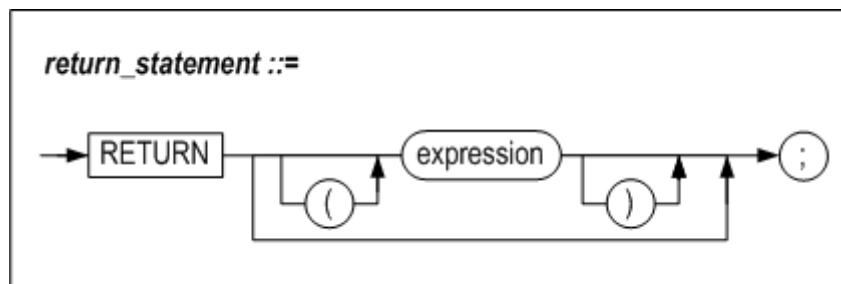 return_statement ::=
RETURN expression ;
( )